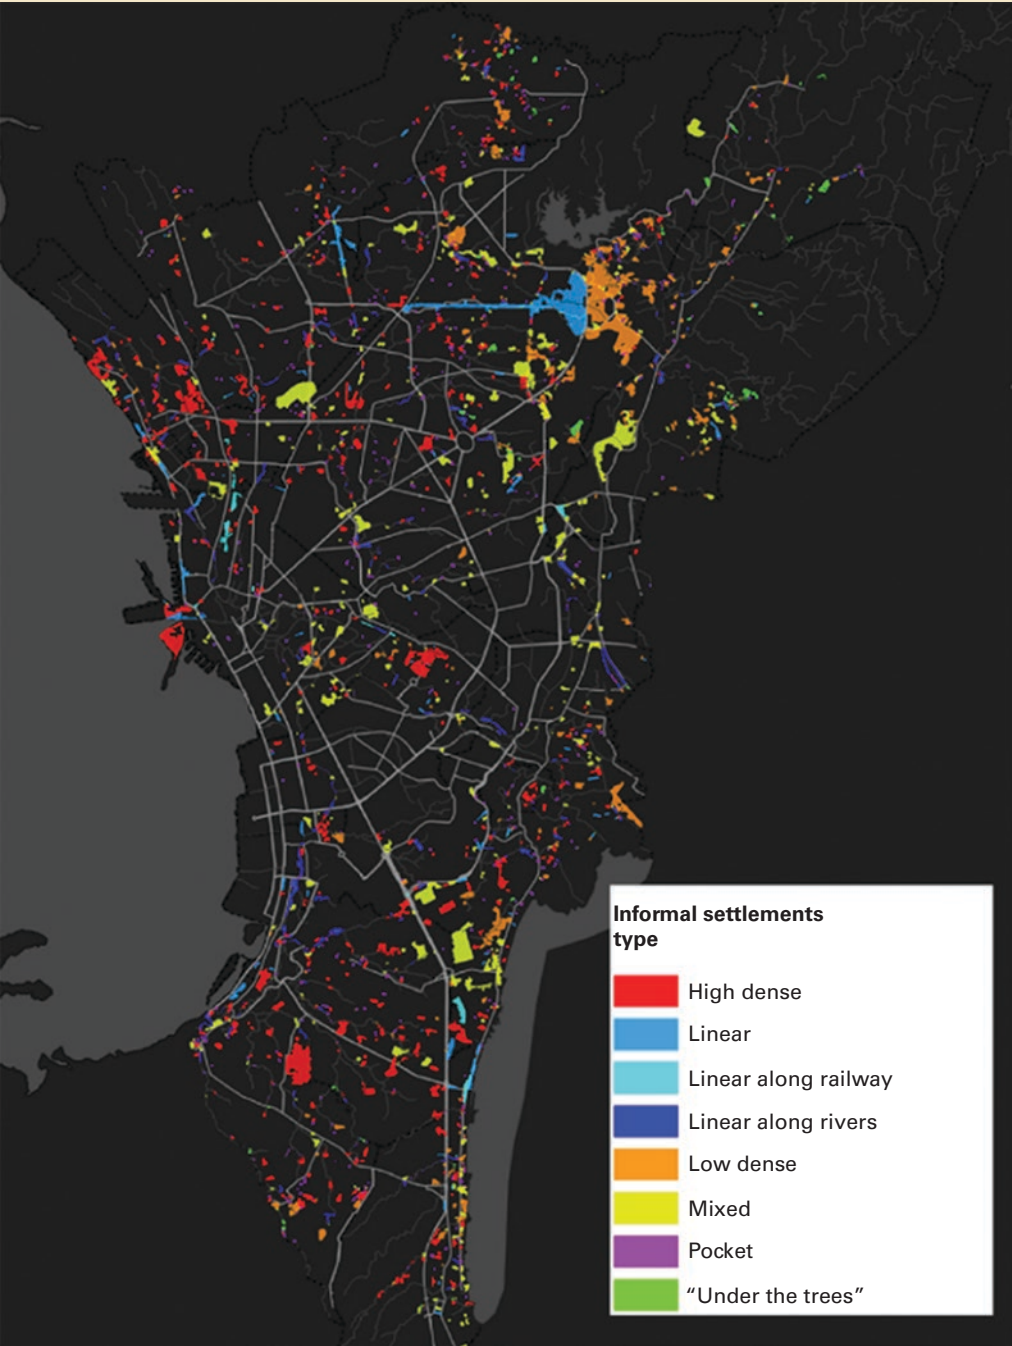 Informal settlements
type
High dense
Linear
Linear along railway
Linear along rivers
Low dense
Mixed
Pocket
“Under the trees”